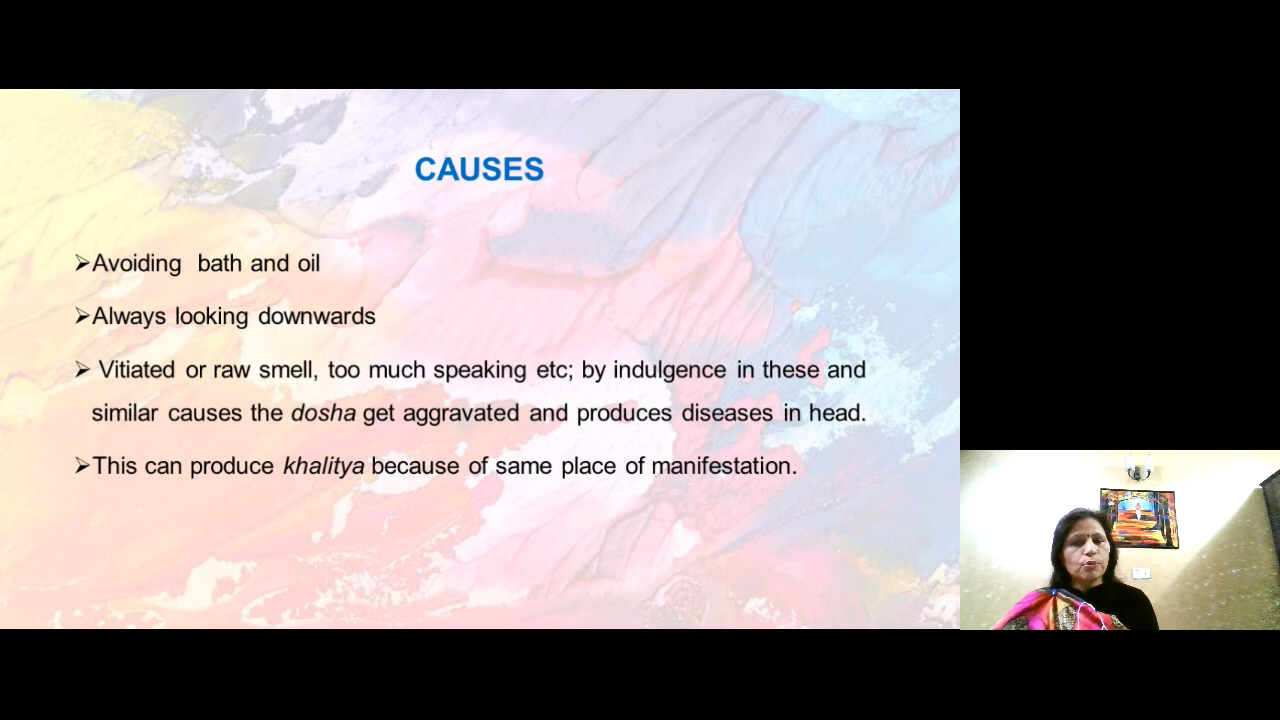 CAUSES
➢Avoiding bath and oil
➢Always looking downwards
➢ Vitiated or raw smell, too much speaking etc; by indulgence in these and
similar causes the dosha get aggravated and produces diseases in head.
➢This can produce khalitya because of same place of manifestation.